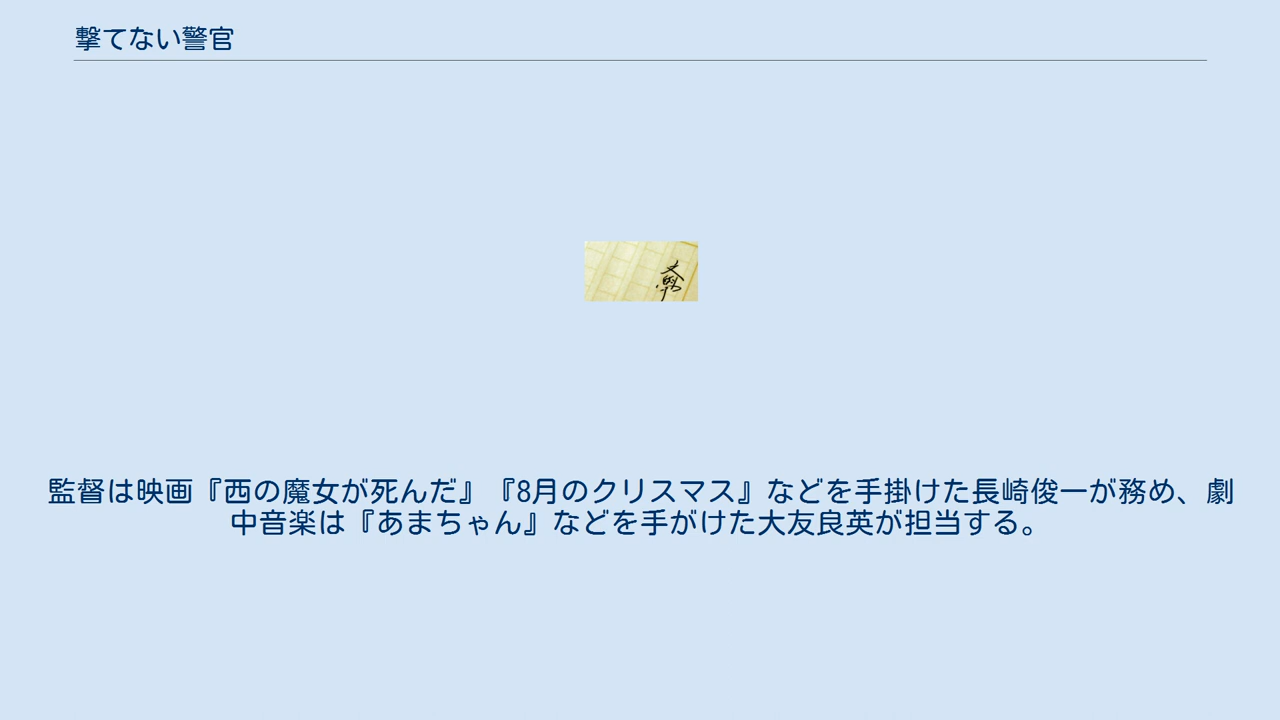 撃てない警官
監督は映画『西の魔女が死んだ』『8月のクリスマス』などを手掛けた長崎俊一が務め、劇
中音楽は『あまちゃん』などを手がけた大友良英が担当する。